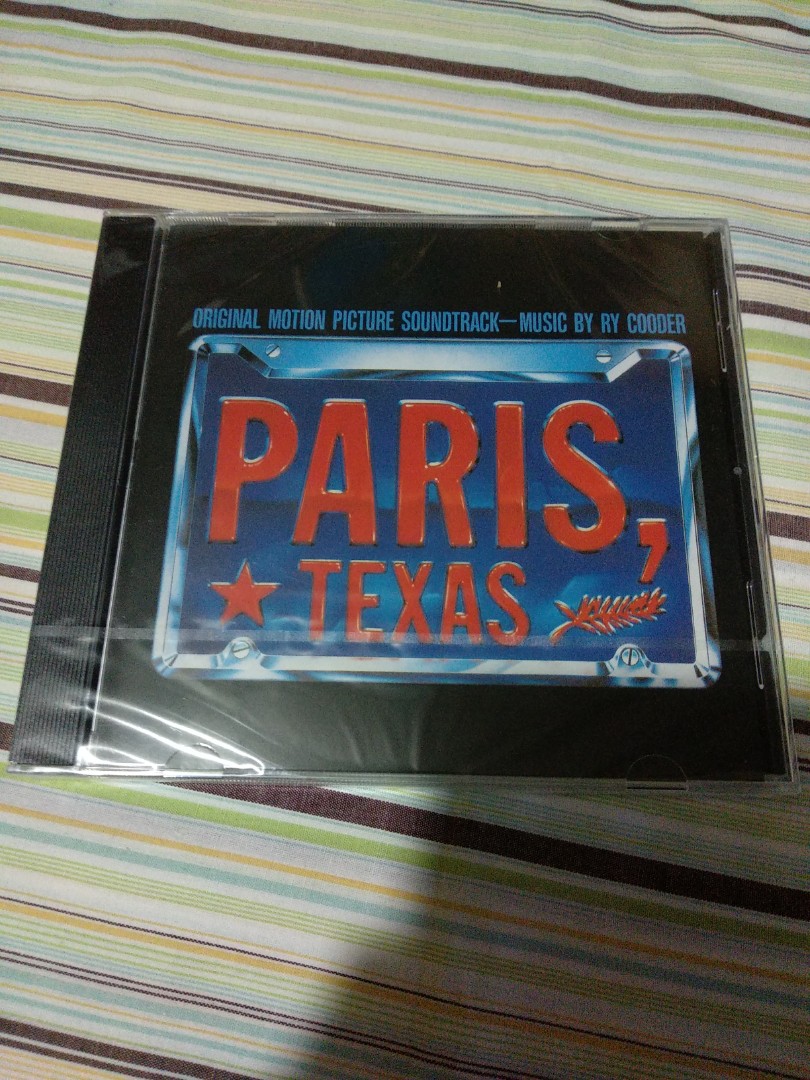 ORIGINAL MOTION PICTURE SOUNDTRACK—MUSIC BY RY COODER
PARIS,
TEXAS